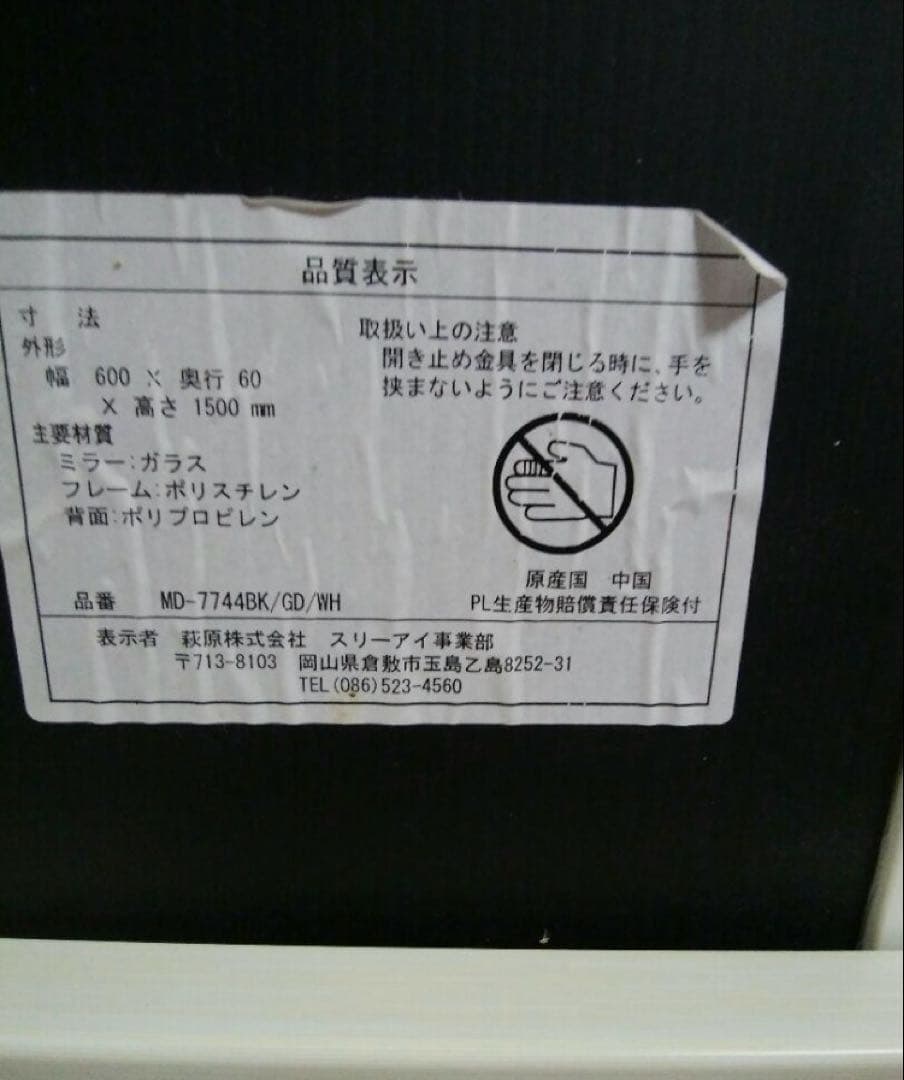 品質表示
寸　法
外形
幅　600 × 奥行 60
× 高さ 1500 mm
主要材質
ミラー:ガラス
フレーム:ポリスチレン
背面:ポリプロピレン
取扱い上の注意
開き止め金具を閉じる時に、手を
挟まないようにご注意ください。
原産国　中国
PL生産物賠償責任保険付
品番　MD-7744BK/GD/WH
表示者　萩原株式会社　スリーアイ事業部
〒713-8103　岡山県倉敷市玉島乙島8252-31
TEL(086)523-4560